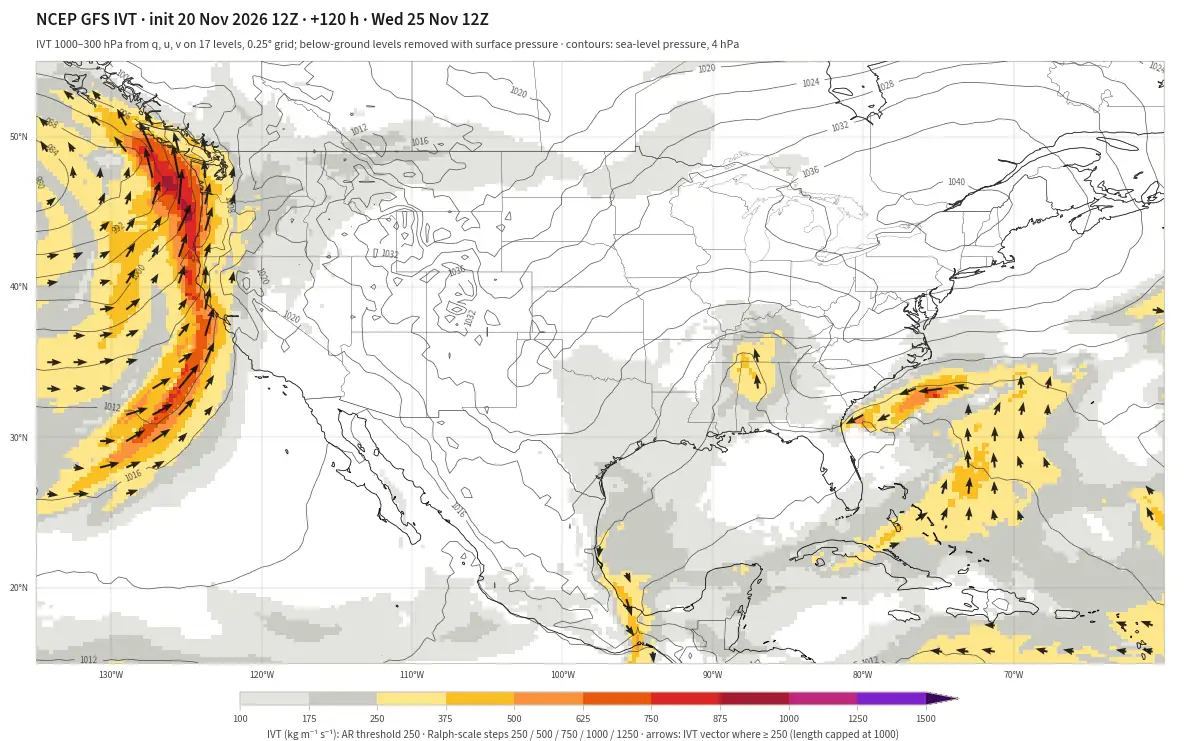 NCEP GFS IVT · init 20 Nov 2026 12Z · +120 h · Wed 25 Nov 12Z
IVT 1000–300 hPa from q, u, v on 17 levels, 0.25° grid; below-ground levels removed with surface pressure · contours: sea-level pressure, 4 hPa
1020
1024
1028
1020
1032
1012
1016
1036
1040
1032
1036
1020
1020
1032
1012
1016
1016
1012
1012
50°N
40°N
30°N
20°N
130°W 120°W 110°W 100°W 90°W 80°W 70°W
100 175 250 375 500 625 750 875 1000 1250 1500
IVT (kg m⁻¹ s⁻¹): AR threshold 250 · Ralph-scale steps 250 / 500 / 750 / 1000 / 1250 · arrows: IVT vector where ≥ 250 (length capped at 1000)